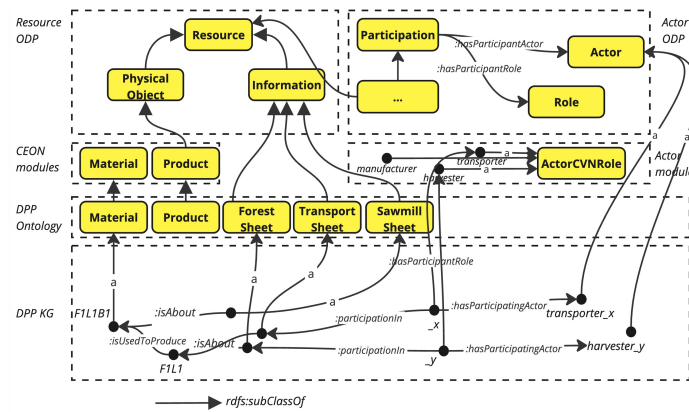 Resource
ODP
Resource
Physical
Object
Information
Participation
...
:hasParticipantActor
:hasParticipantRole
Actor
Role
Actor
ODP
CEON
modules
Material
Product
manufacturer
transporter
harvester
a
a
ActorCVNRole
a
a
Actor
modul
DPP
Ontology
Material
Product
Forest
Sheet
Transport
Sheet
Sawmill
Sheet
:hasParticipantRole
DPP KG
a
a
a
a
F1L1B1
:isAbout
:isUsedToProduce
:isAbout
F1L1
:participationIn
_x
:hasParticipatingActor
transporter_x
:participationIn
_y
:hasParticipatingActor
harvester_y
rdfs:subClassOf